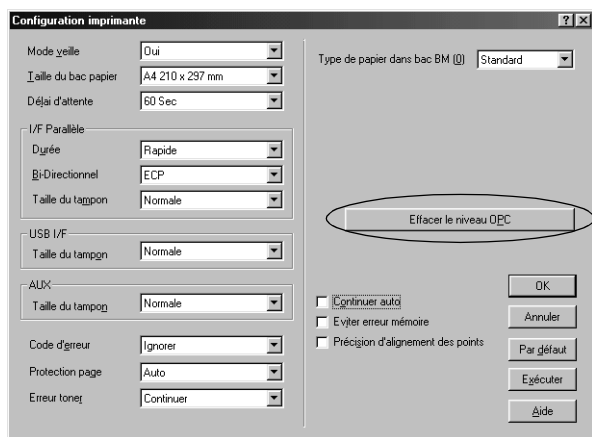 Configuration imprimante
Mode veille Oui
Taille du bac papier A4 210 x 297 mm
Délai d'attente 60 Sec
I/F Parallèle
Durée Rapide
Bi-Directionnel ECP
Taille du tampon Normale
USB I/F
Taille du tampon Normale
AUX
Taille du tampon Normale
Code d'erreur Ignorer
Protection page Auto
Erreur toner Continuer
Type de papier dans bac BM (0) Standard
Effacer le niveau OPC
Continuer auto
Eviter erreur mémoire
Précision d'alignement des points
OK
Annuler
Par défaut
Exécuter
Aide